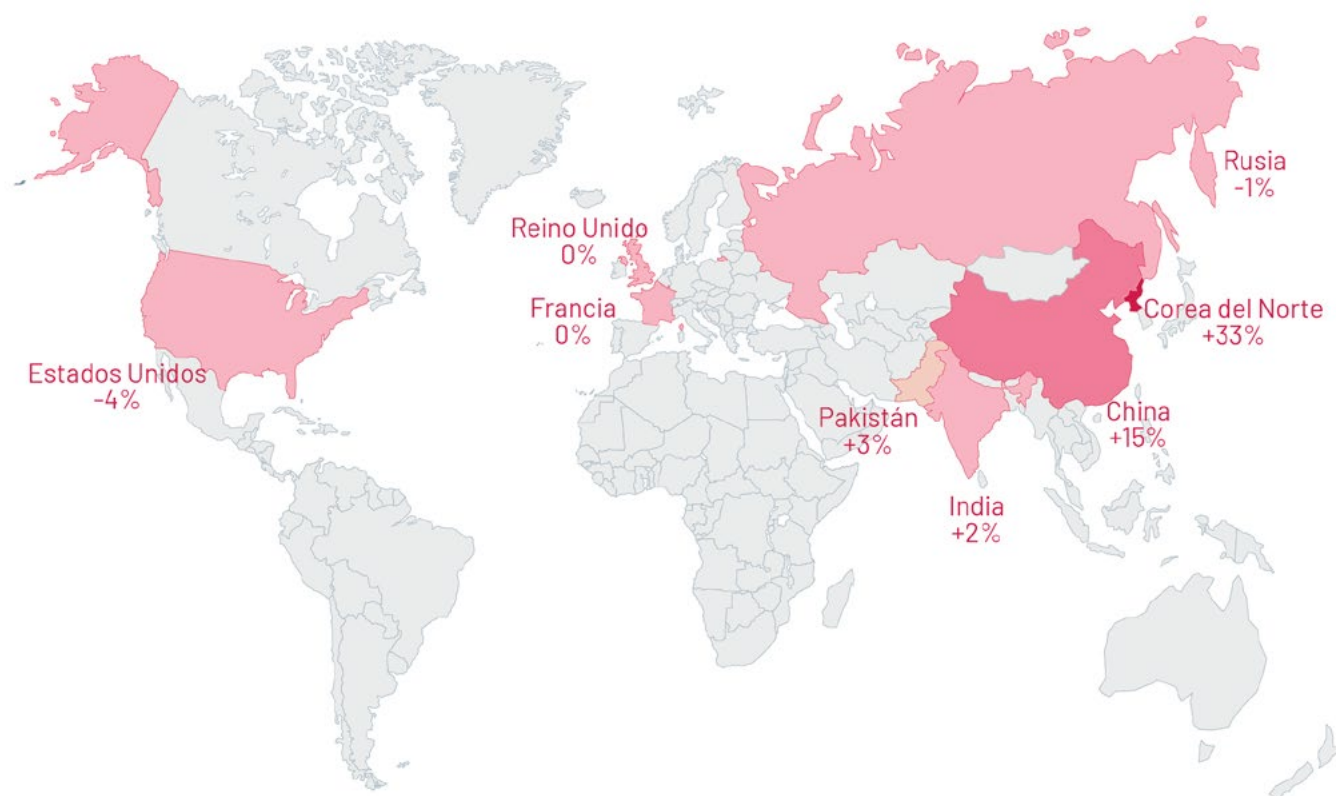 Rusia
-1%
Reino Unido
0%
Francia
0%
Corea del Norte
+33%
Estados Unidos
-4%
Pakistán
+3%
China
+15%
India
+2%